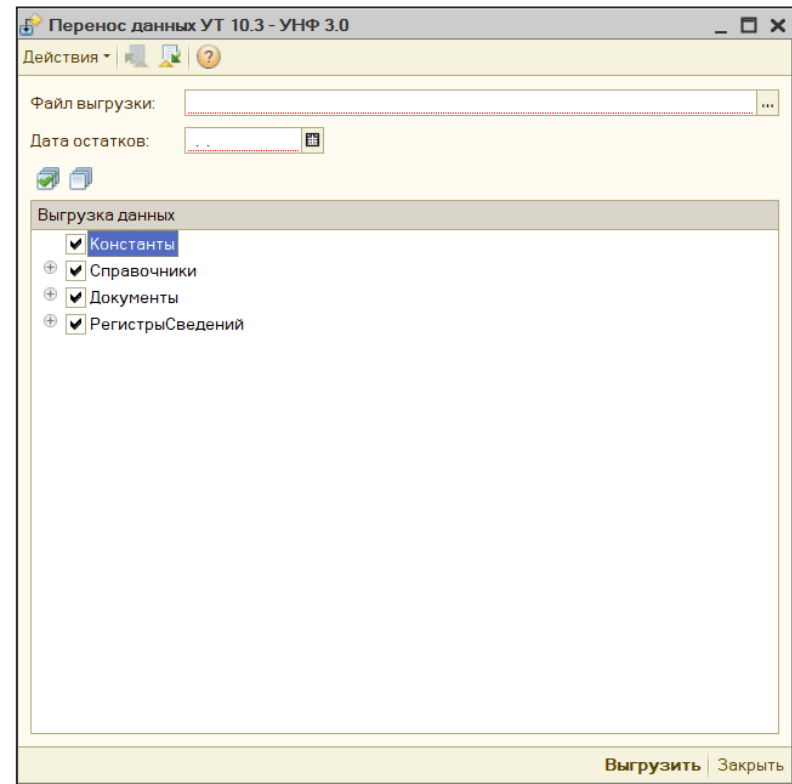 Перенос данных УТ 10.3 - УНФ 3.0
Действия
Файл выгрузки:
...
Дата остатков: . .
Выгрузка данных
Константы
Справочники
Документы
РегистрыСведений
Выгрузить Закрыть